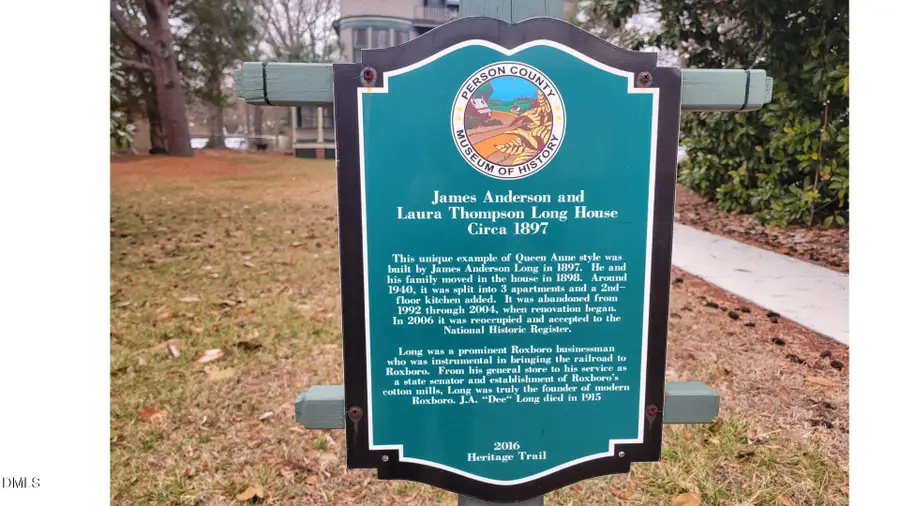 PERSON COUNTY
MUSEUM OF HISTORY
James Anderson and
Laura Thompson Long House
Circa 1897
This unique example of Queen Anne style was
built by James Anderson Long in 1897. He and
his family moved in the house in 1898. Around
1940, it was split into 3 apartments and a 2nd-
floor kitchen added. It was abandoned from
1992 through 2004, when renovation began.
In 2006 it was reoccupied and accepted to the
National Historic Register.
Long was a prominent Roxboro businessman
who was instrumental in bringing the railroad to
Roxboro. From his general store to his service as
a state senator and establishment of Roxboro's
cotton mills, Long was truly the founder of modern
Roxboro. J.A. "Dee" Long died in 1915
2016
Heritage Trail
DMLS